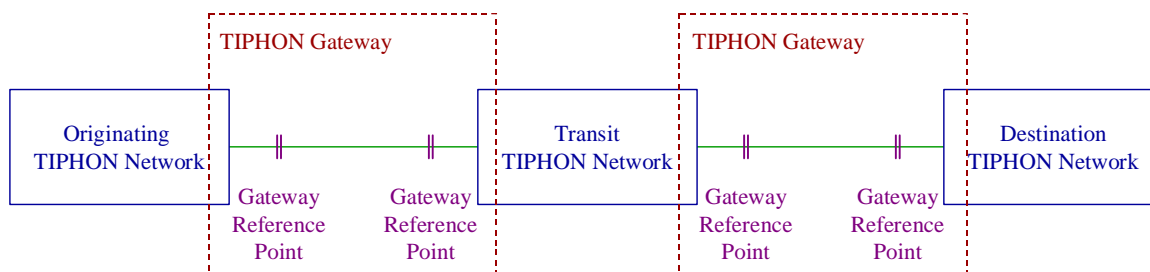 TIPHON Gateway
TIPHON Gateway
Originating
TIPHON Network
Transit
TIPHON Network
Destination
TIPHON Network
Gateway
Reference
Point
Gateway
Reference
Point
Gateway
Reference
Point
Gateway
Reference
Point